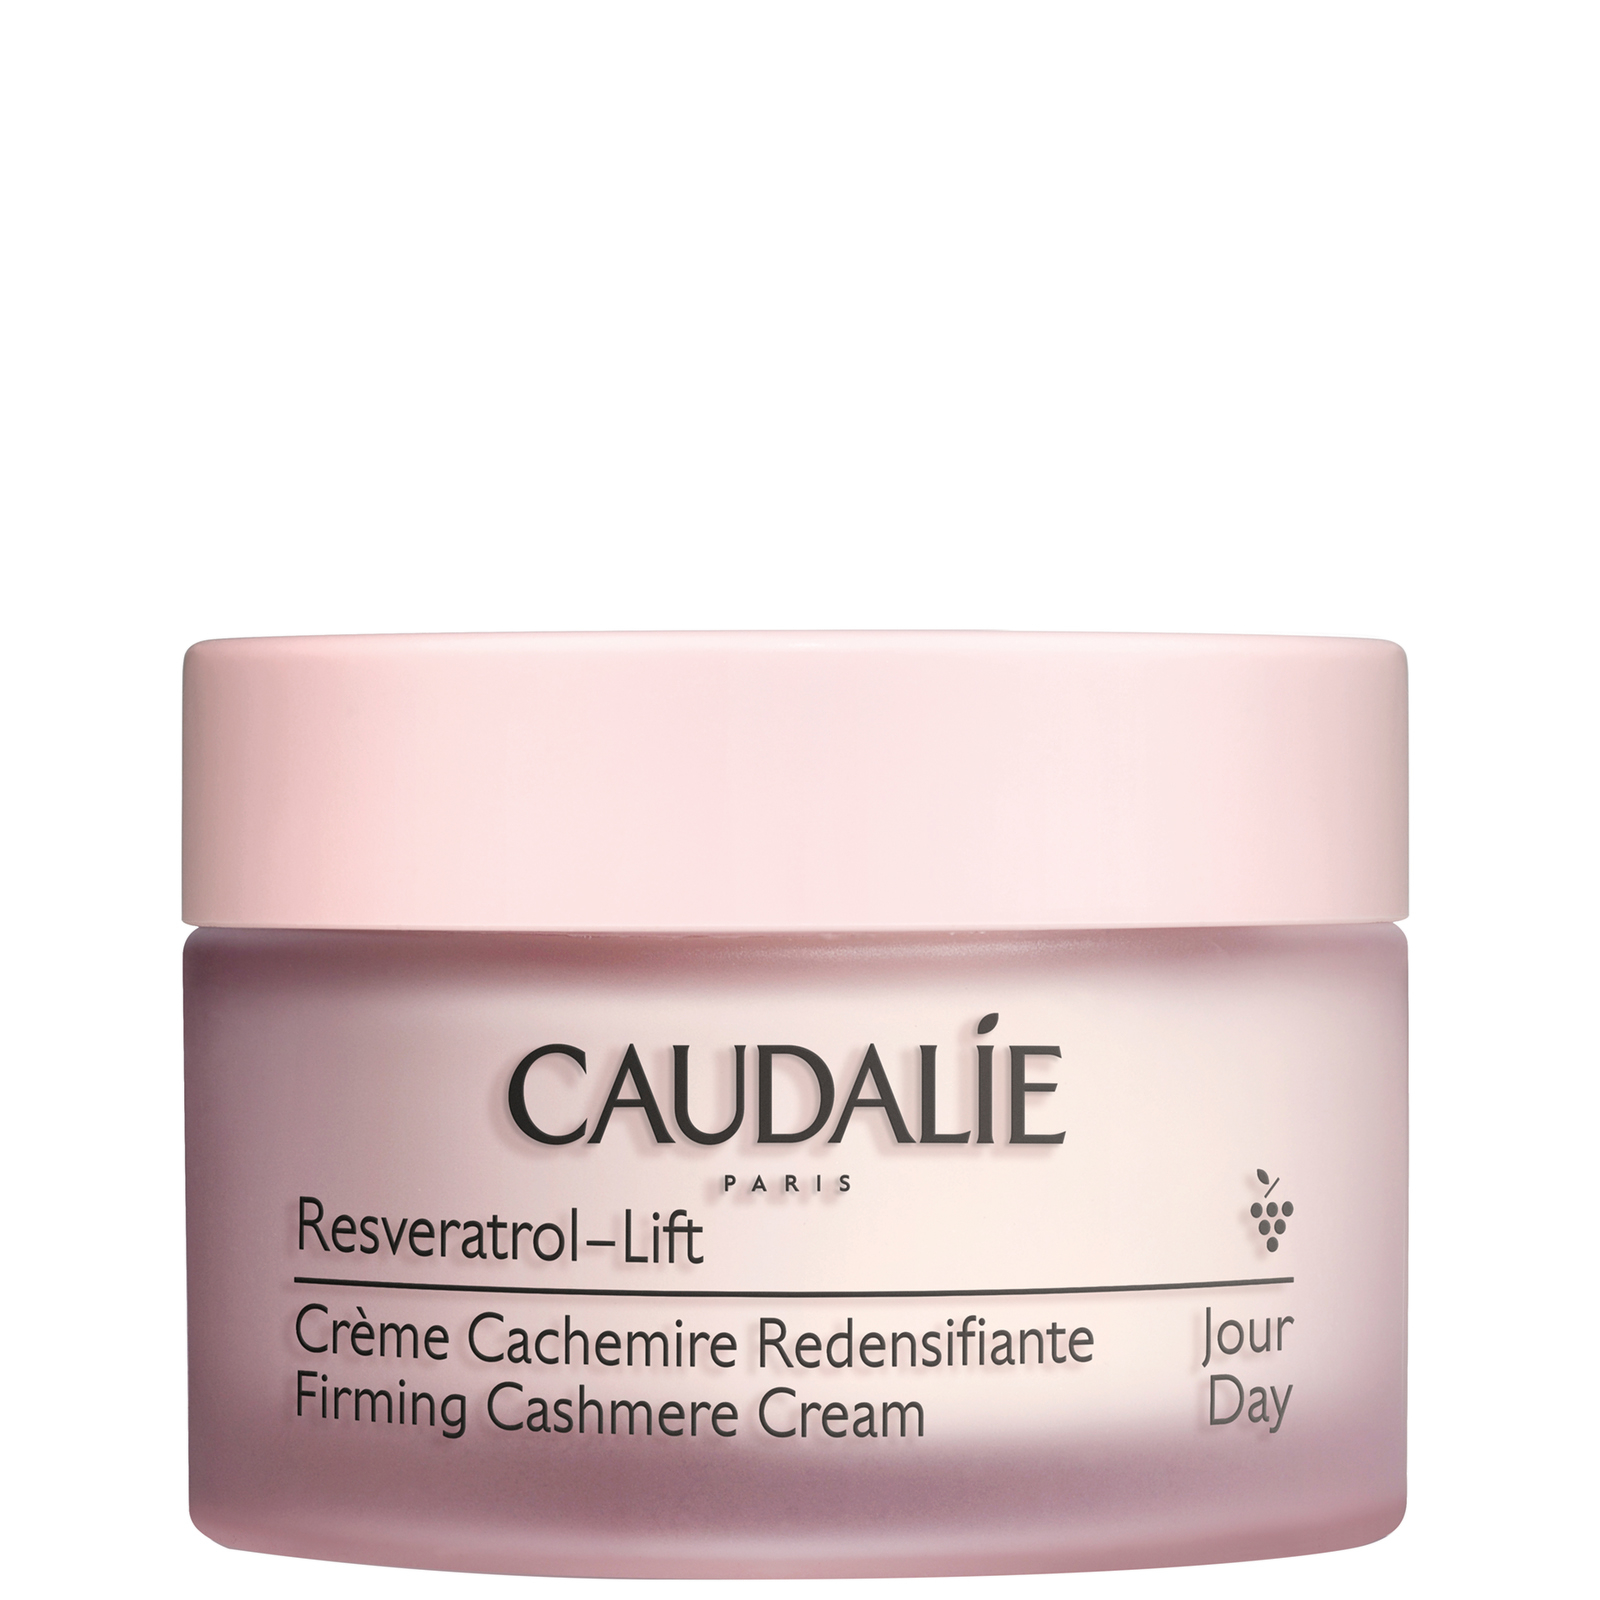 CAUDALÍE
PARIS
Resveratrol-Lift
Crème Cachemire Redensifiante
Firming Cashmere Cream
Jour
Day